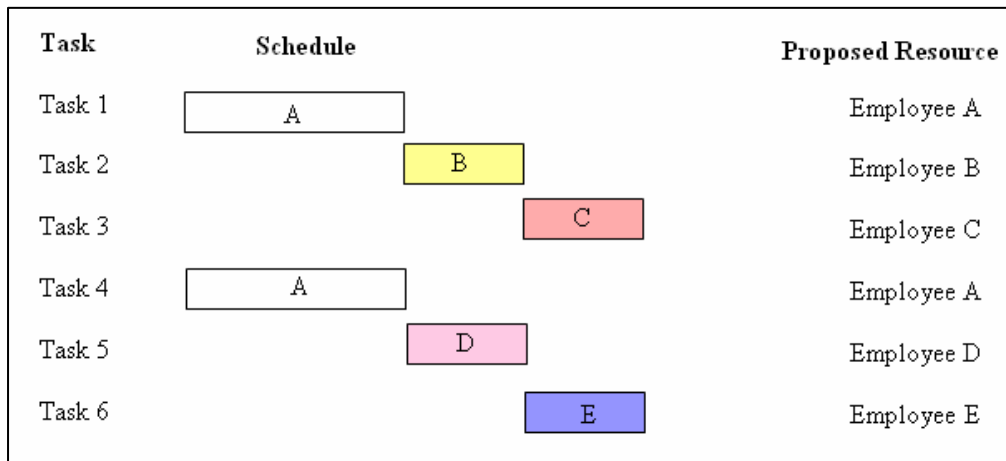 Task Schedule Proposed Resource
Task 1 A Employee A
Task 2 B Employee B
Task 3 C Employee C
Task 4 A Employee A
Task 5 D Employee D
Task 6 E Employee E